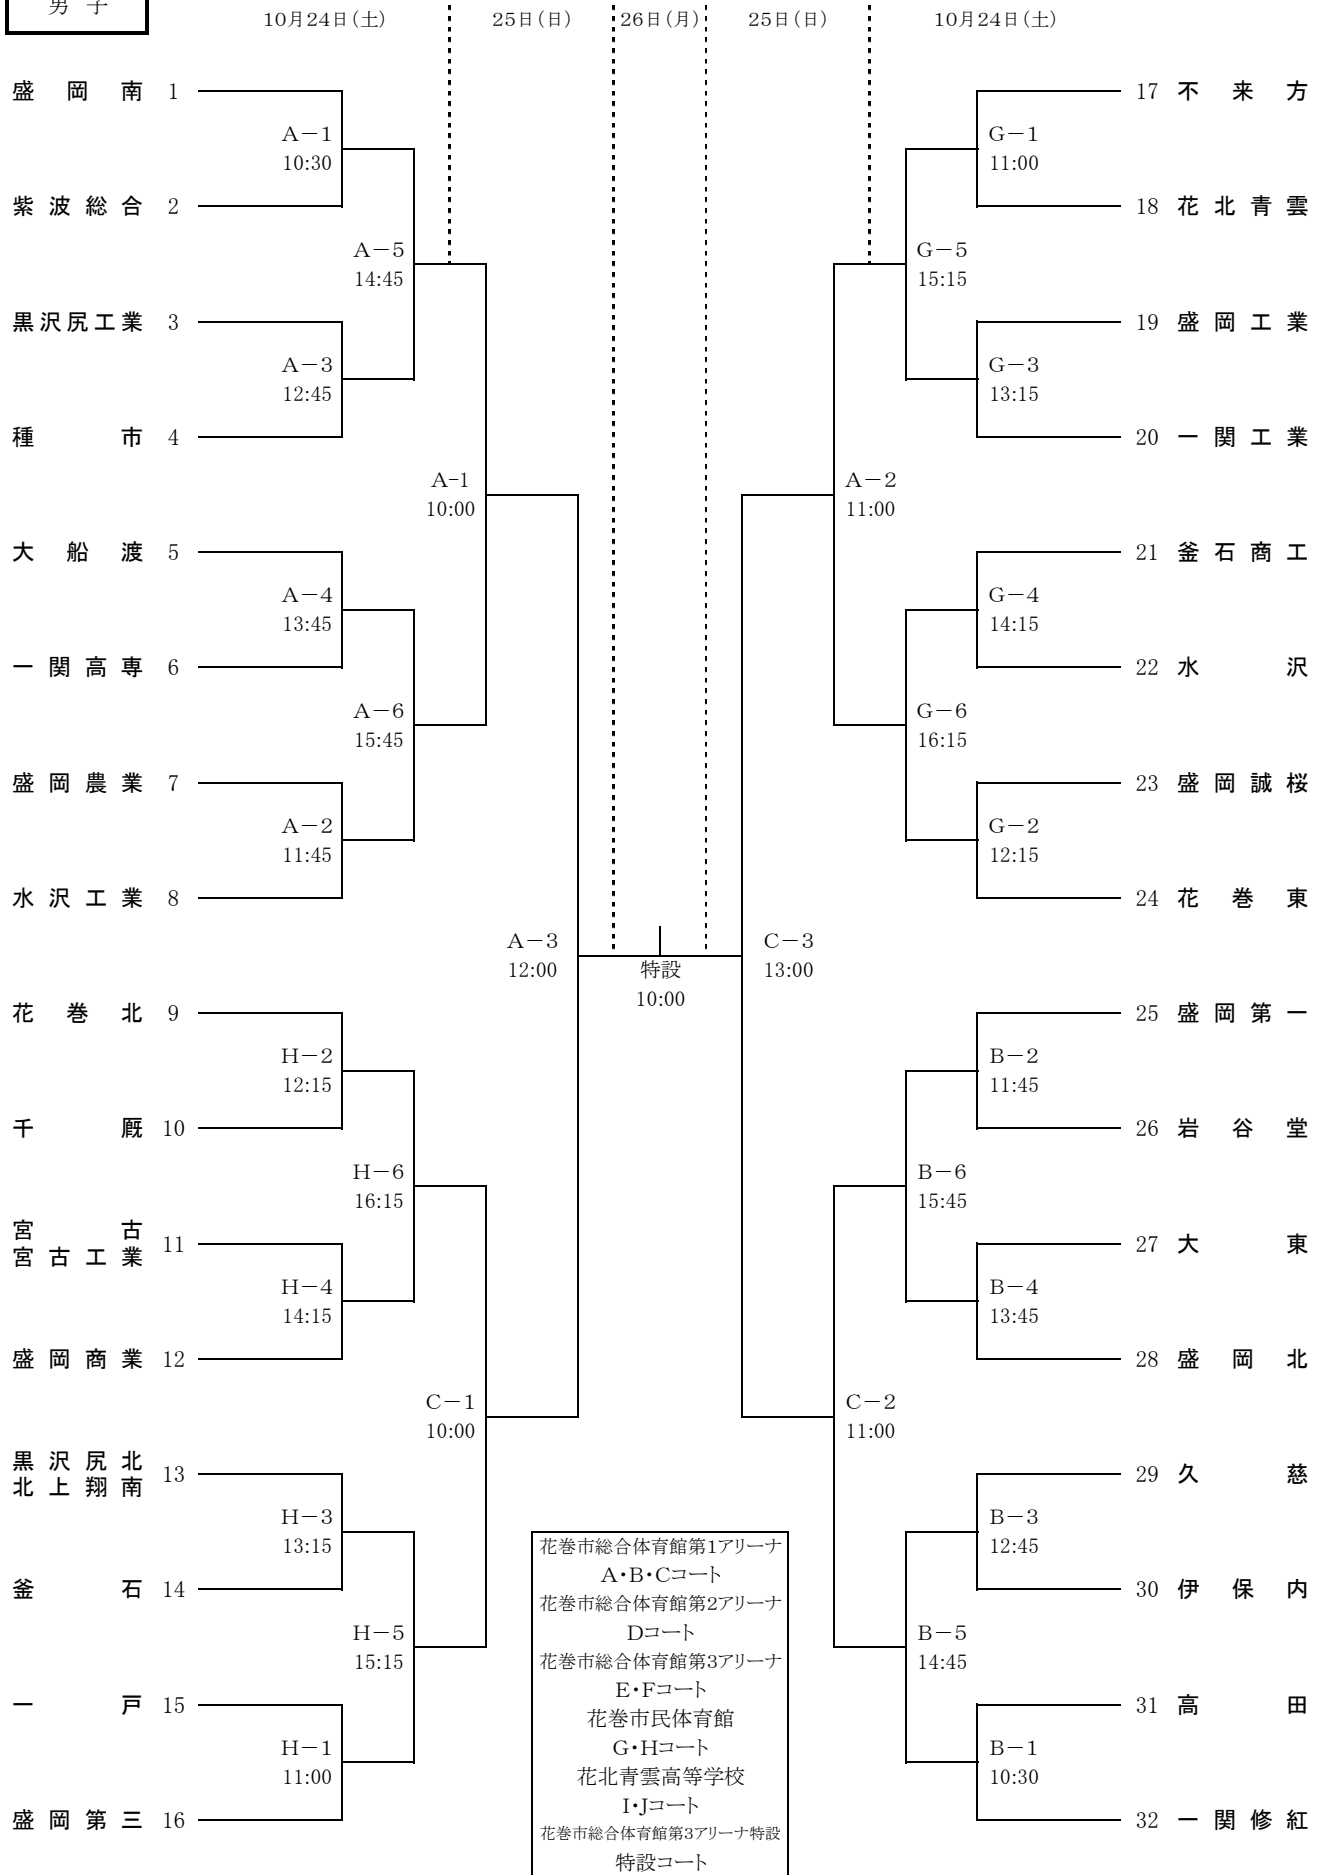 男子
10月24日(土) 25日(日) 26日(月) 25日(日) 10月24日(土)
盛岡南 1
A-1
10:30
紫波総合 2
A-5
14:45
黒沢尻工業 3
A-3
12:45
種市 4
A-1
10:00
大船渡 5
A-4
13:45
一関高専 6
A-6
15:45
盛岡農業 7
A-2
11:45
水沢工業 8
A-3
12:00
花巻北 9
H-2
12:15
千厩 10
H-6
16:15
宮古
宮古工業 11
H-4
14:15
盛岡商業 12
C-1
10:00
黒沢尻北
北上翔南 13
H-3
13:15
釜石 14
H-5
15:15
一戸 15
H-1
11:00
盛岡第三 16
特設
10:00
17 不来方
G-1
11:00
18 花北青雲
G-5
15:15
19 盛岡工業
G-3
13:15
20 一関工業
A-2
11:00
21 釜石商工
G-4
14:15
22 水沢
G-6
16:15
23 盛岡誠桜
G-2
12:15
24 花巻東
C-3
13:00
25 盛岡第一
B-2
11:45
26 岩谷堂
B-6
15:45
27 大東
B-4
13:45
28 盛岡北
C-2
11:00
29 久慈
B-3
12:45
30 伊保内
B-5
14:45
31 高田
B-1
10:30
32 一関修紅
花巻市総合体育館第1アリーナ
A・B・Cコート
花巻市総合体育館第2アリーナ
Dコート
花巻市総合体育館第3アリーナ
E・Fコート
花巻市民体育館
G・Hコート
花北青雲高等学校
I・Jコート
花巻市総合体育館第3アリーナ特設
特設コート